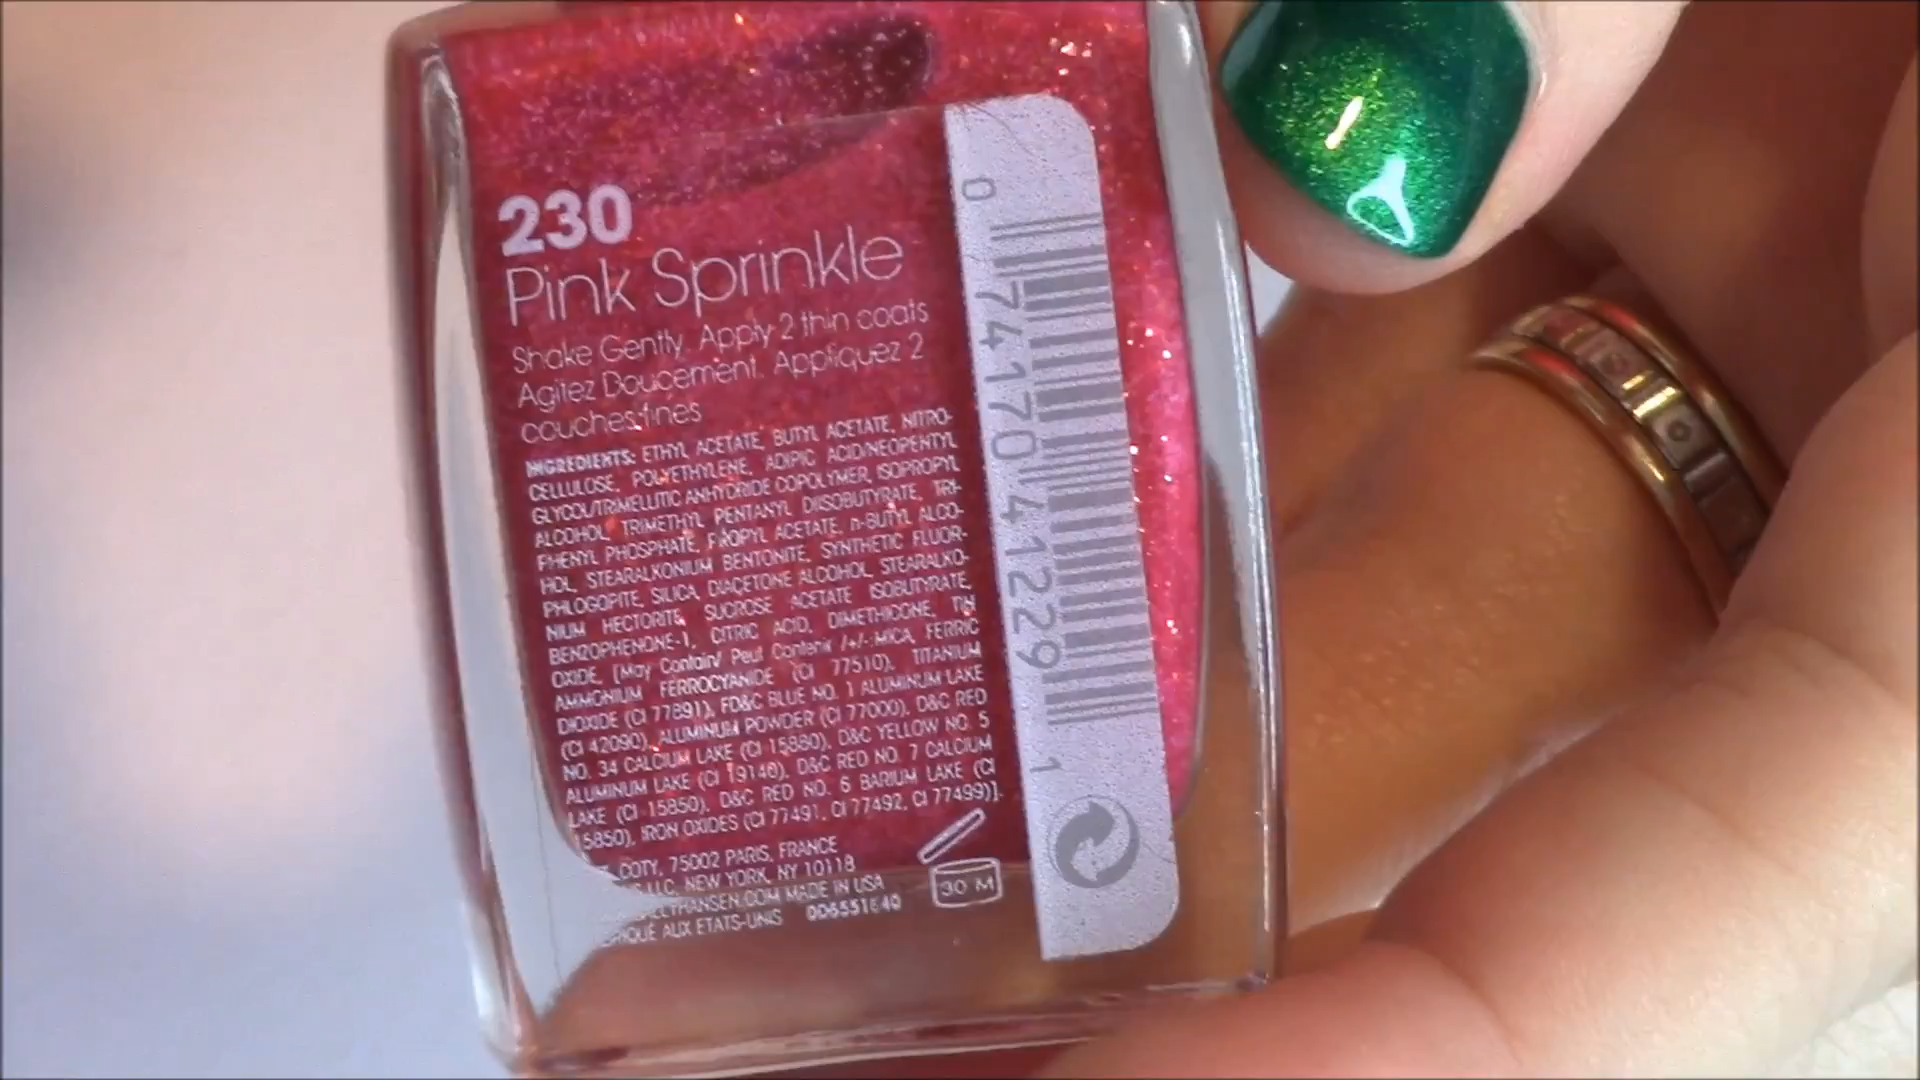 230
Pink Sprinkle
Shake Gently. Apply 2 thin coats
Agitez Doucement. Appliquez 2
couches fines
INGREDIENTS: ETHYL ACETATE, BUTYL ACETATE, NITRO-
CELLULOSE, POLYETHYLENE, ADIPIC ACID/NEOPENTYL
GLYCOL/TRIMELLITIC ANHYDRIDE COPOLYMER, ISOPROPYL
ALCOHOL, TRIMETHYL PENTANYL DIISOBUTYRATE, TRI-
PHENYL PHOSPHATE, PROPYL ACETATE, n-BUTYL ALCO-
HOL, STEARALKONIUM BENTONITE, SYNTHETIC FLUOR-
PHLOGOPITE, SILICA, DIACETONE ALCOHOL, STEARALKO-
NIUM HECTORITE, SUCROSE ACETATE ISOBUTYRATE,
BENZOPHENONE-1, CITRIC ACID, DIMETHICONE, TIN
OXIDE, [May Contain/ Peut Contenir /+/-:MICA, FERRIC
AMMONIUM FERROCYANIDE (CI 77510), TITANIUM
DIOXIDE (CI 77891), FD&C BLUE NO. 1 ALUMINUM LAKE
(CI 42090), ALUMINUM POWDER (CI 77000), D&C RED
NO. 34 CALCIUM LAKE (CI 15880), D&C YELLOW NO. 5
ALUMINUM LAKE (CI 19140), D&C RED NO. 7 CALCIUM
LAKE (CI 15850), D&C RED NO. 6 BARIUM LAKE (CI
15850), IRON OXIDES (CI 77491, CI 77492, CI 77499)].
COTY, 75002 PARIS, FRANCE
LLC, NEW YORK, NY 10118
MADE IN USA
AUX ETATS-UNIS
30 M
0 74170 41229 1